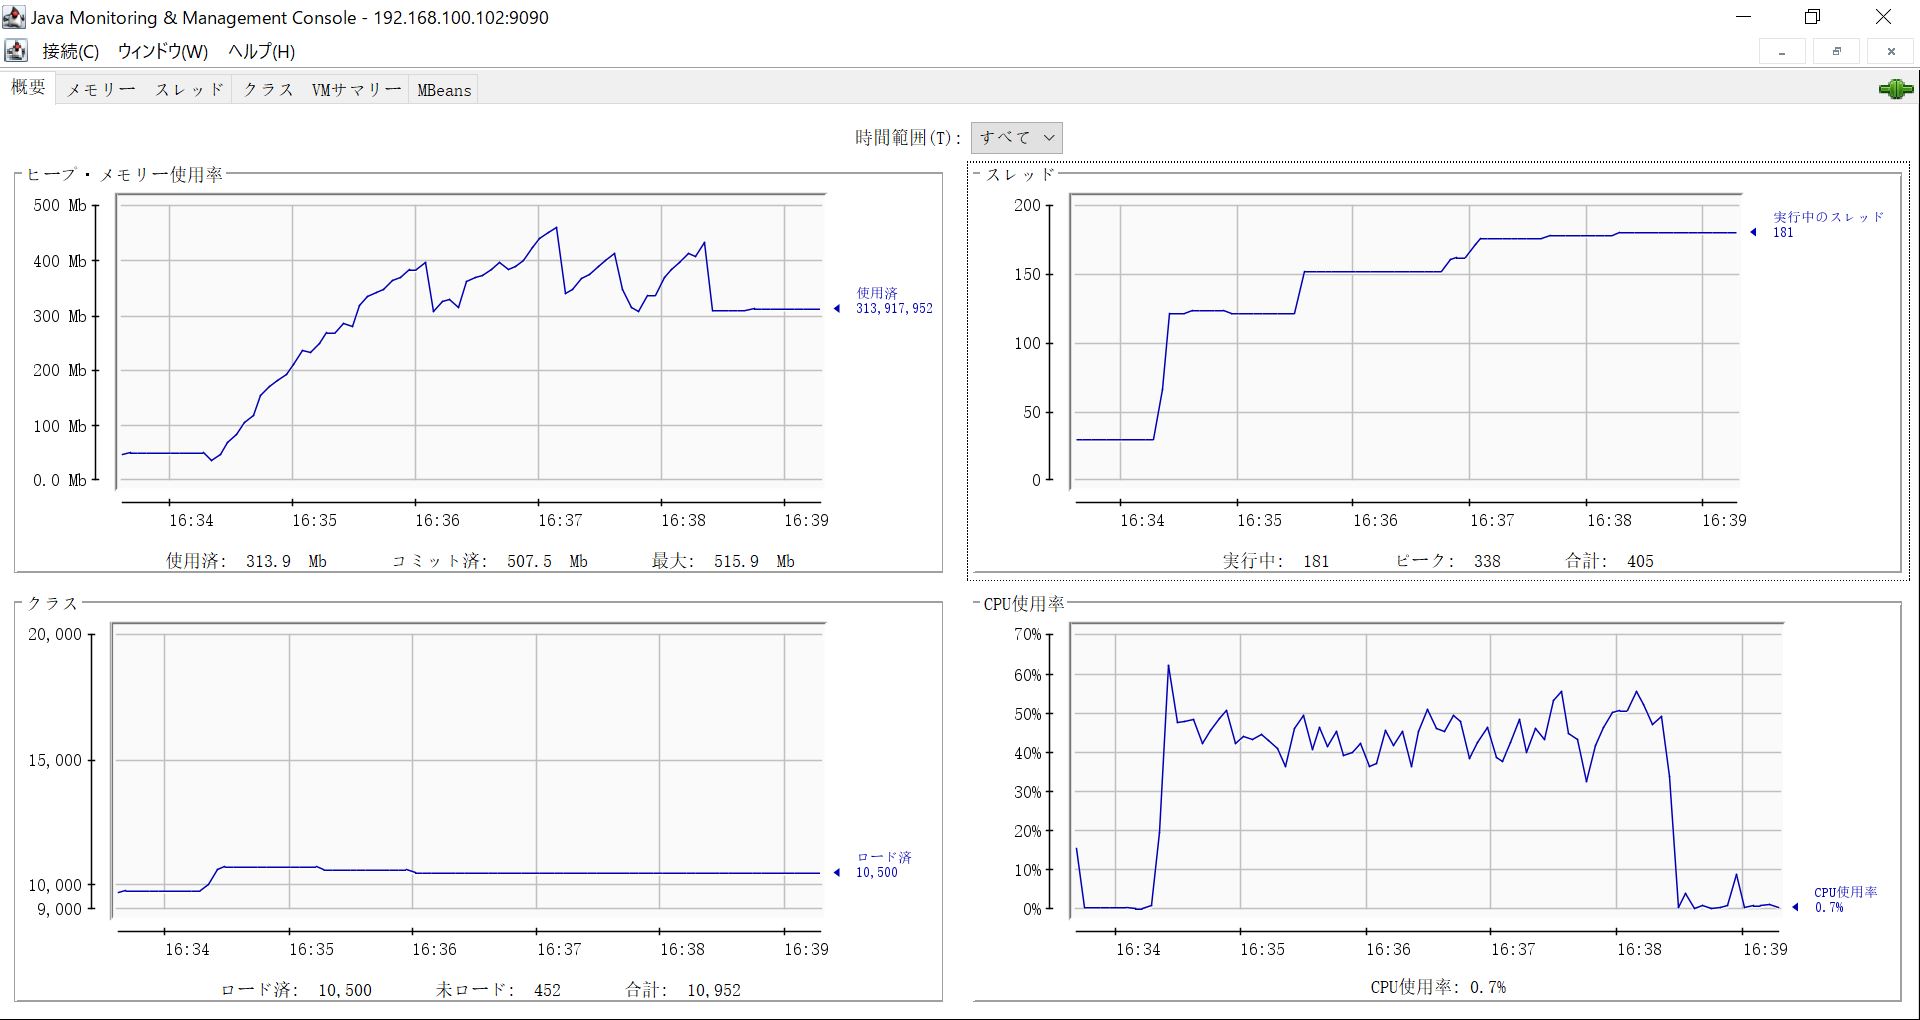 Java Monitoring & Management Console - 192.168.100.102:9090
接続(C) ウィンドウ(W) ヘルプ(H)
概要 メモリー スレッド クラス VMサマリー MBeans
時間範囲(T): すべて
ヒープ・メモリー使用率
500 Mb
400 Mb
300 Mb
200 Mb
100 Mb
0.0 Mb
使用済
313,917,952
16:34 16:35 16:36 16:37 16:38 16:39
使用済: 313.9 Mb コミット済: 507.5 Mb 最大: 515.9 Mb
スレッド
200
150
100
50
0
実行中のスレッド
181
16:34 16:35 16:36 16:37 16:38 16:39
実行中: 181 ピーク: 338 合計: 405
クラス
20,000
15,000
10,000
9,000
ロード済
10,500
16:34 16:35 16:36 16:37 16:38 16:39
ロード済: 10,500 未ロード: 452 合計: 10,952
CPU使用率
70%
60%
50%
40%
30%
20%
10%
0%
CPU使用率
0.7%
16:34 16:35 16:36 16:37 16:38 16:39
CPU使用率: 0.7%